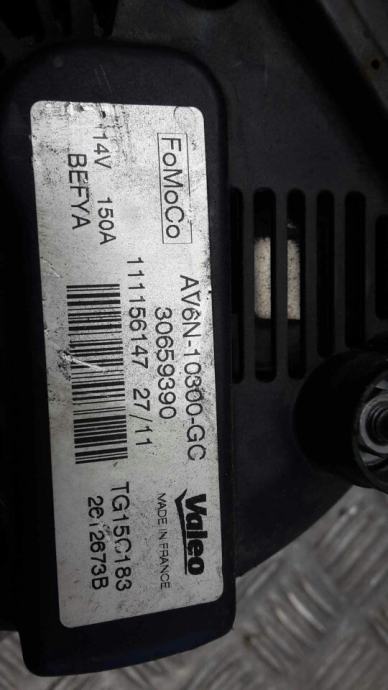 FoMoCo AV6N-10300-GC Valeo
30659390 MADE IN FRANCE
111156147 27/11
14V 150A TG15C183
BEFYA 2612673B